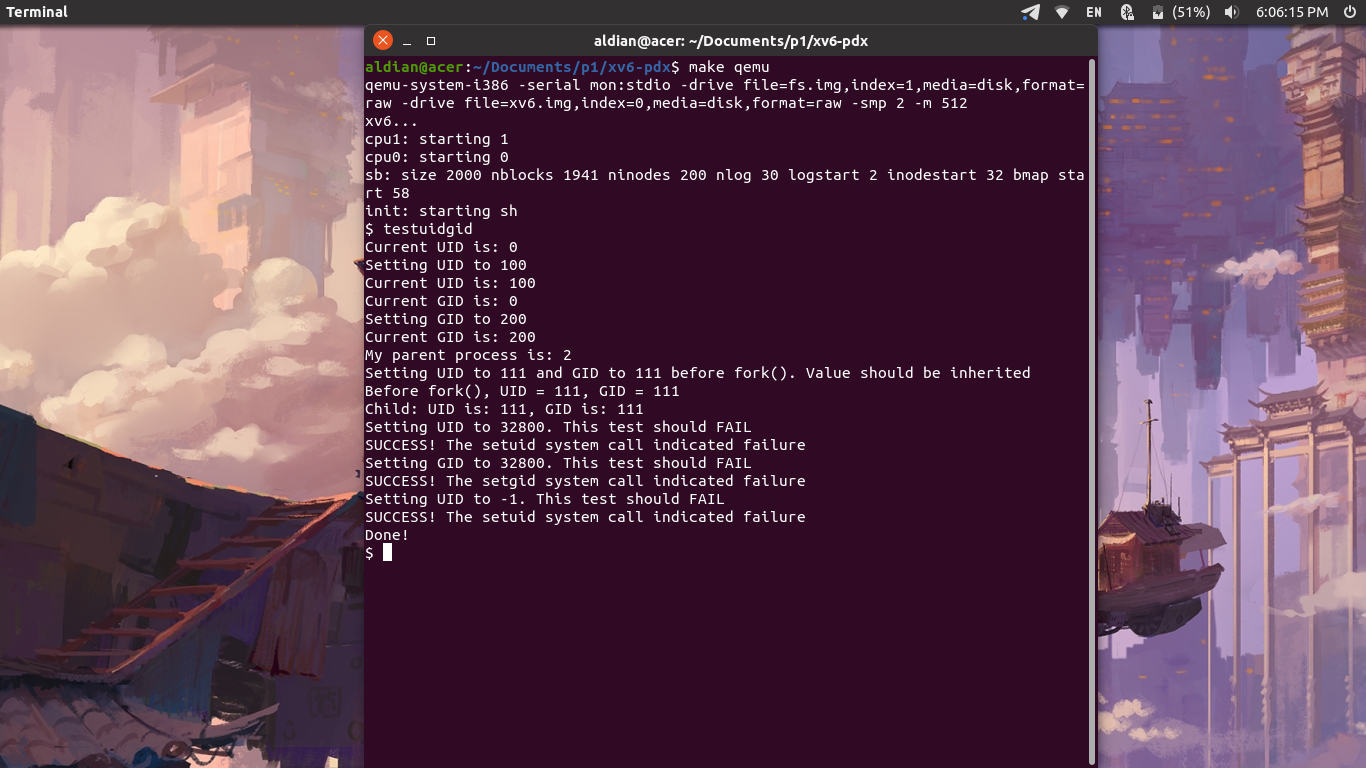 Terminal
EN
(51%)
6:06:15 PM
aldian@acer: ~/Documents/p1/xv6-pdx
aldian@acer:~/Documents/p1/xv6-pdx$ make qemu
qemu-system-i386 -serial mon:stdio -drive file=fs.img,index=1,media=disk,format=
raw -drive file=xv6.img,index=0,media=disk,format=raw -smp 2 -m 512
xv6...
cpu1: starting 1
cpu0: starting 0
sb: size 2000 nblocks 1941 ninodes 200 nlog 30 logstart 2 inodestart 32 bmap sta
rt 58
init: starting sh
$ testuidgid
Current UID is: 0
Setting UID to 100
Current UID is: 100
Current GID is: 0
Setting GID to 200
Current GID is: 200
My parent process is: 2
Setting UID to 111 and GID to 111 before fork(). Value should be inherited
Before fork(), UID = 111, GID = 111
Child: UID is: 111, GID is: 111
Setting UID to 32800. This test should FAIL
SUCCESS! The setuid system call indicated failure
Setting GID to 32800. This test should FAIL
SUCCESS! The setgid system call indicated failure
Setting UID to -1. This test should FAIL
SUCCESS! The setuid system call indicated failure
Done!
$